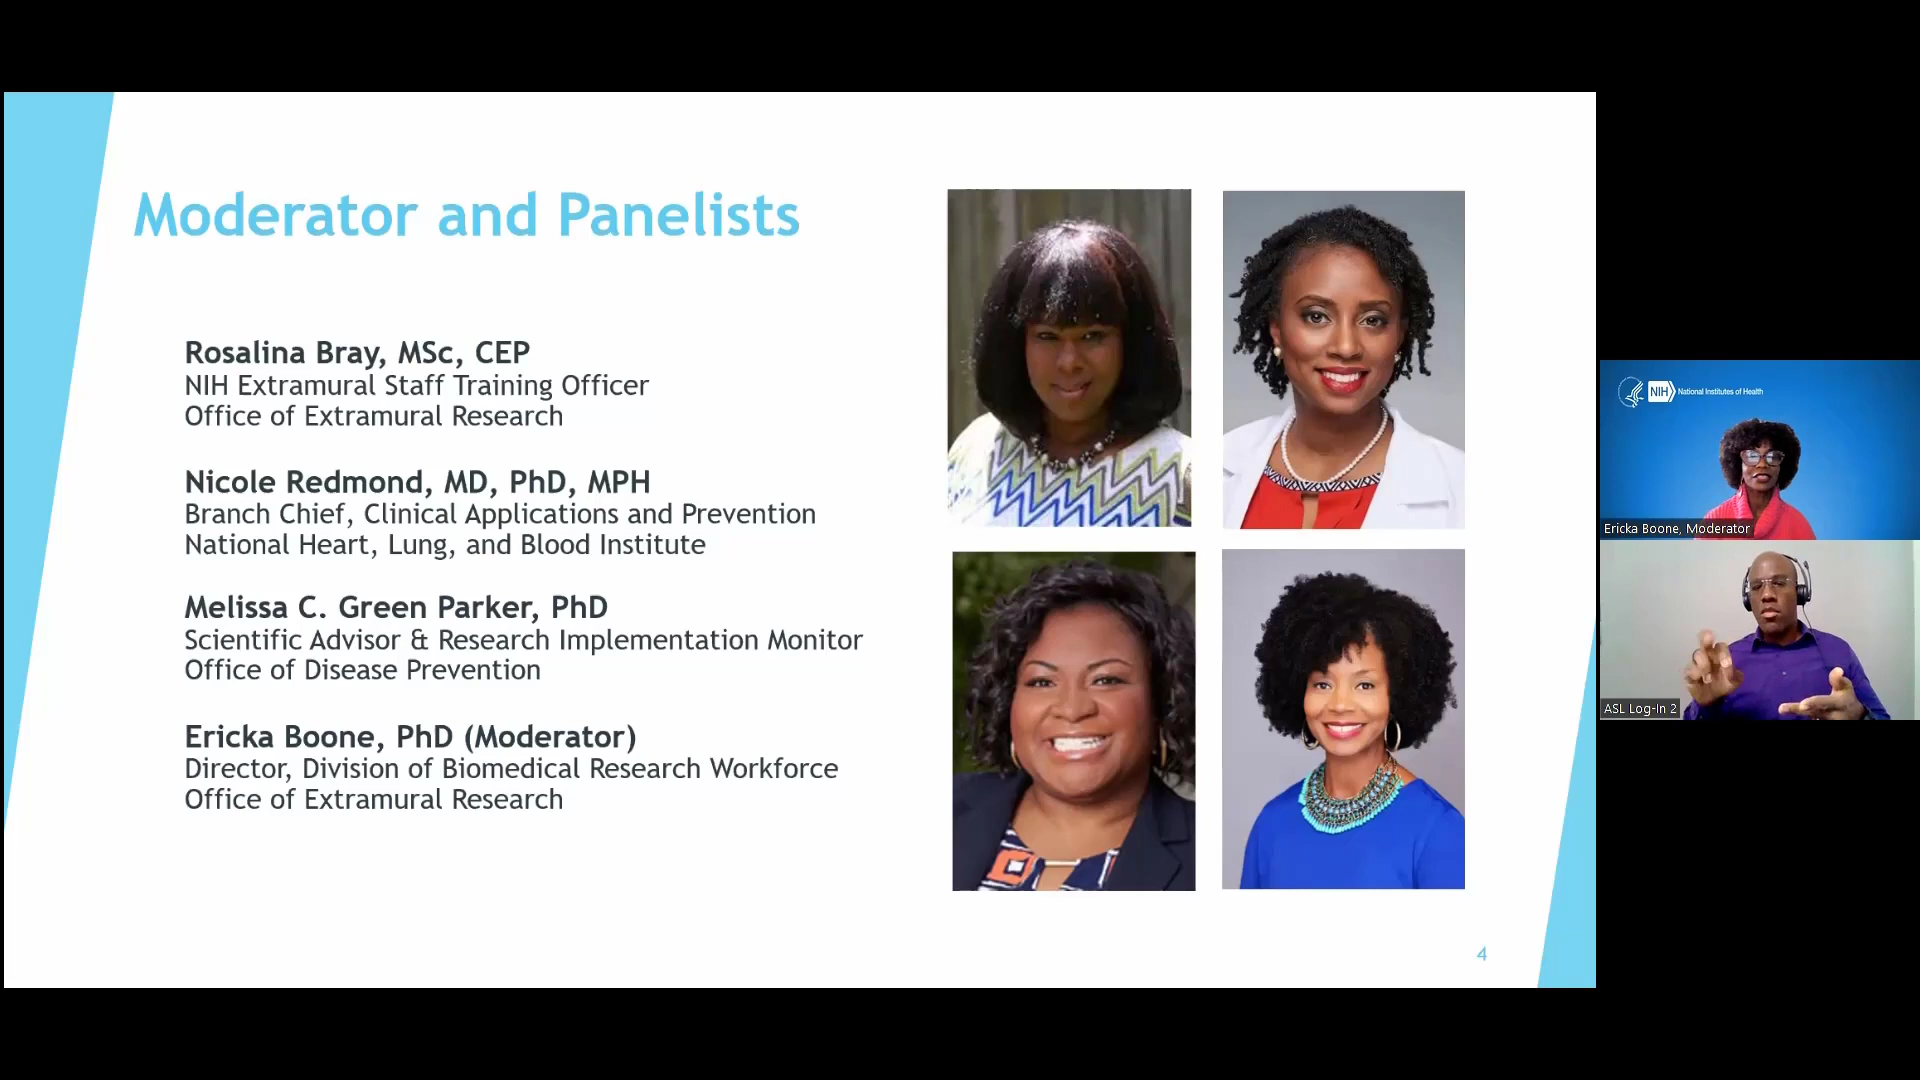 Moderator and Panelists
Rosalina Bray, MSc, CEP
NIH Extramural Staff Training Officer
Office of Extramural Research
Nicole Redmond, MD, PhD, MPH
Branch Chief, Clinical Applications and Prevention
National Heart, Lung, and Blood Institute
Melissa C. Green Parker, PhD
Scientific Advisor & Research Implementation Monitor
Office of Disease Prevention
Ericka Boone, PhD (Moderator)
Director, Division of Biomedical Research Workforce
Office of Extramural Research
4
NIH National Institutes of Health
Ericka Boone, Moderator
ASL Log-In 2